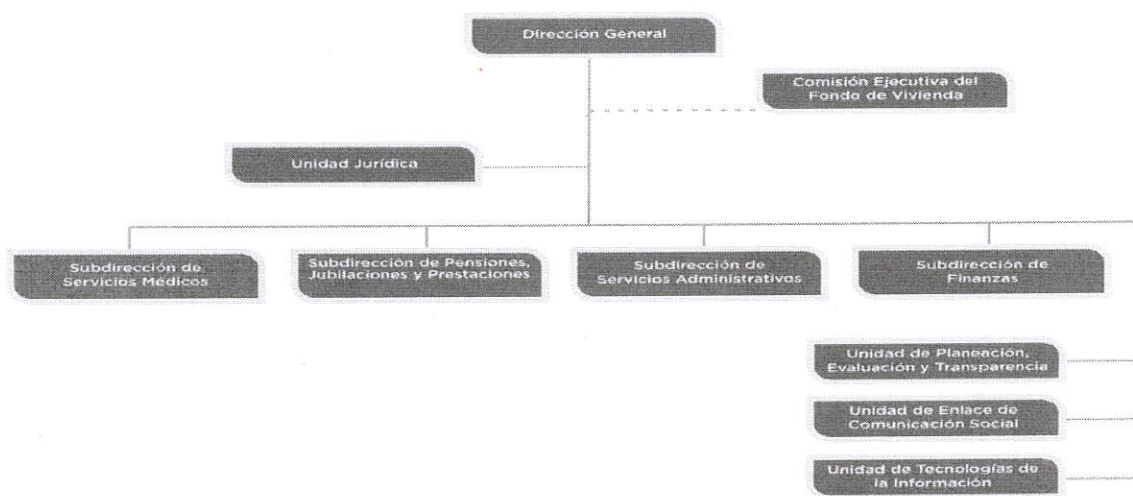 Dirección General
Comisión Ejecutiva del
Fondo de Vivienda
Unidad Jurídica
Subdirección de
Servicios Médicos
Subdirección de Pensiones,
Jubilaciones y Prestaciones
Subdirección de
Servicios Administrativos
Subdirección de
Finanzas
Unidad de Planeación,
Evaluación y Transparencia
Unidad de Enlace de
Comunicación Social
Unidad de Tecnologías de
la Información